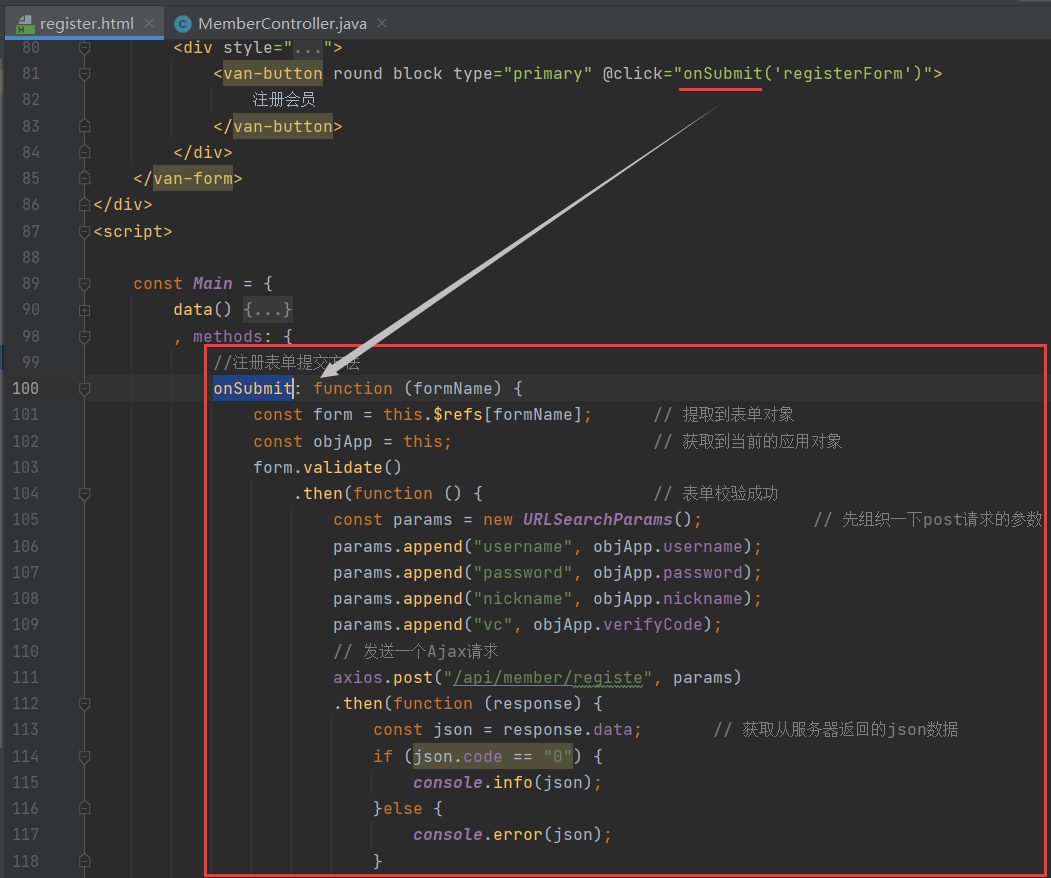 register.html MemberController.java
80 <div style="...">
81 <van-button round block type="primary" @click="onSubmit('registerForm')">
82 注册会员
83 </van-button>
84 </div>
85 </van-form>
86 </div>
87 <script>
88
89 const Main = {
90 data() {...}
98 , methods: {
99 //注册表单提交方法
100 onSubmit: function (formName) {
101 const form = this.$refs[formName]; // 提取到表单对象
102 const objApp = this; // 获取到当前的应用对象
103 form.validate()
104 .then(function () { // 表单校验成功
105 const params = new URLSearchParams(); // 先组织一下post请求的参数
106 params.append("username", objApp.username);
107 params.append("password", objApp.password);
108 params.append("nickname", objApp.nickname);
109 params.append("vc", objApp.verifyCode);
110 // 发送一个Ajax请求
111 axios.post("/api/member/registe", params)
112 .then(function (response) {
113 const json = response.data; // 获取从服务器返回的json数据
114 if (json.code == "0") {
115 console.info(json);
116 }else {
117 console.error(json);
118 }